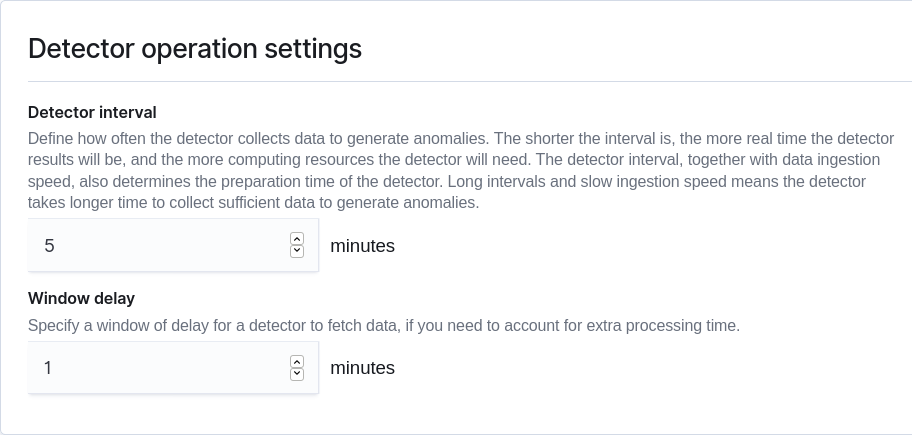 Detector operation settings
Detector interval
Define how often the detector collects data to generate anomalies. The shorter the interval is, the more real time the detector
results will be, and the more computing resources the detector will need. The detector interval, together with data ingestion
speed, also determines the preparation time of the detector. Long intervals and slow ingestion speed means the detector
takes longer time to collect sufficient data to generate anomalies.
5 minutes
Window delay
Specify a window of delay for a detector to fetch data, if you need to account for extra processing time.
1 minutes